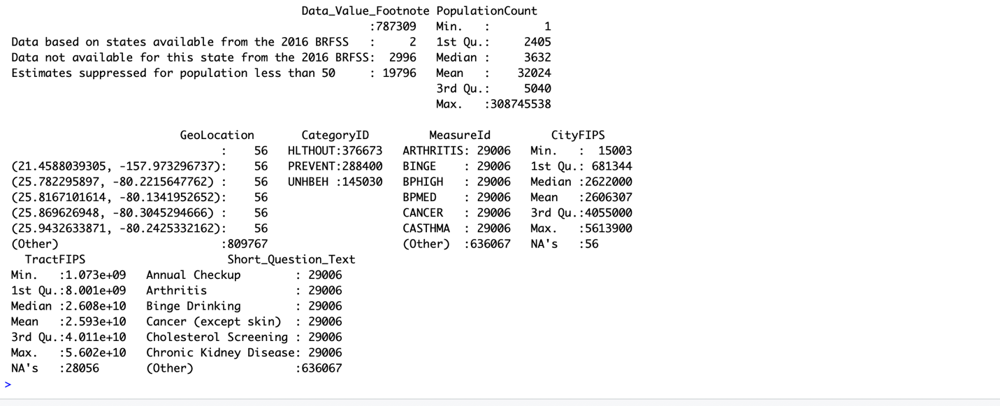 Data_Value_Footnote PopulationCount
                                                    :787309   Min.   :        1
 Data based on states available from the 2016 BRFSS   :     2   1st Qu.:     2405
 Data not available for this state from the 2016 BRFSS:  2996   Median :     3632
 Estimates suppressed for population less than 50     : 19796   Mean   :    32024
                                                              3rd Qu.:     5040
                                                              Max.   :308745538
                         GeoLocation       CategoryID         MeasureId         CityFIPS
                               :    56   HLTHOUT:376673   ARTHRITIS: 29006   Min.   :  15003
 (21.4588039305, -157.973296737):    56   PREVENT:288400   BINGE    : 29006   1st Qu.: 681344
 (25.782295897, -80.2215647762) :    56   UNHBEH :145030   BPHIGH   : 29006   Median :2622000
 (25.8167101614, -80.1341952652):    56                    BPMED    : 29006   Mean   :2606307
 (25.869626948, -80.3045294666) :    56                    CANCER   : 29006   3rd Qu.:4055000
 (25.9432633871, -80.2425332162):    56                    CASTHMA  : 29006   Max.   :5613900
 (Other)                       :809767                    (Other)  :636067   NA's   :56
   TractFIPS                     Short_Question_Text
 Min.   :1.073e+09   Annual Checkup        : 29006
 1st Qu.:8.001e+09   Arthritis             : 29006
 Median :2.608e+10   Binge Drinking        : 29006
 Mean   :2.593e+10   Cancer (except skin)  : 29006
 3rd Qu.:4.011e+10   Cholesterol Screening : 29006
 Max.   :5.602e+10   Chronic Kidney Disease: 29006
 NA's   :28056       (Other)               :636067
>